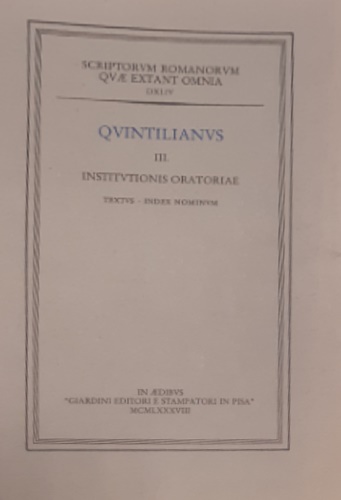 SCRIPTORVM ROMANORVM
QVÆ EXTANT OMNIA
QVINTILIANVS
III.
INSTITVTIONIS ORATORIAE
TEXTVS - INDEX NOMINVM
IN ÆDIBVS
"GIARDINI EDITORI E STAMPATORI IN PISA"
MCMLXXXVIII